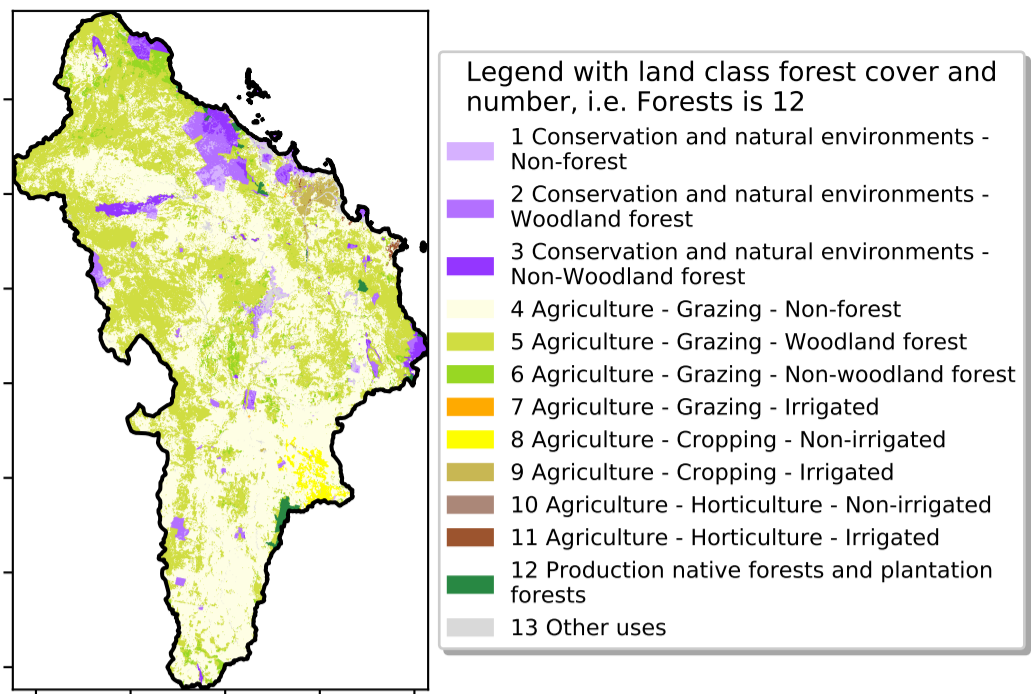 Legend with land class forest cover and
number, i.e. Forests is 12
1 Conservation and natural environments -
Non-forest
2 Conservation and natural environments -
Woodland forest
3 Conservation and natural environments -
Non-Woodland forest
4 Agriculture - Grazing - Non-forest
5 Agriculture - Grazing - Woodland forest
6 Agriculture - Grazing - Non-woodland forest
7 Agriculture - Grazing - Irrigated
8 Agriculture - Cropping - Non-irrigated
9 Agriculture - Cropping - Irrigated
10 Agriculture - Horticulture - Non-irrigated
11 Agriculture - Horticulture - Irrigated
12 Production native forests and plantation
forests
13 Other uses